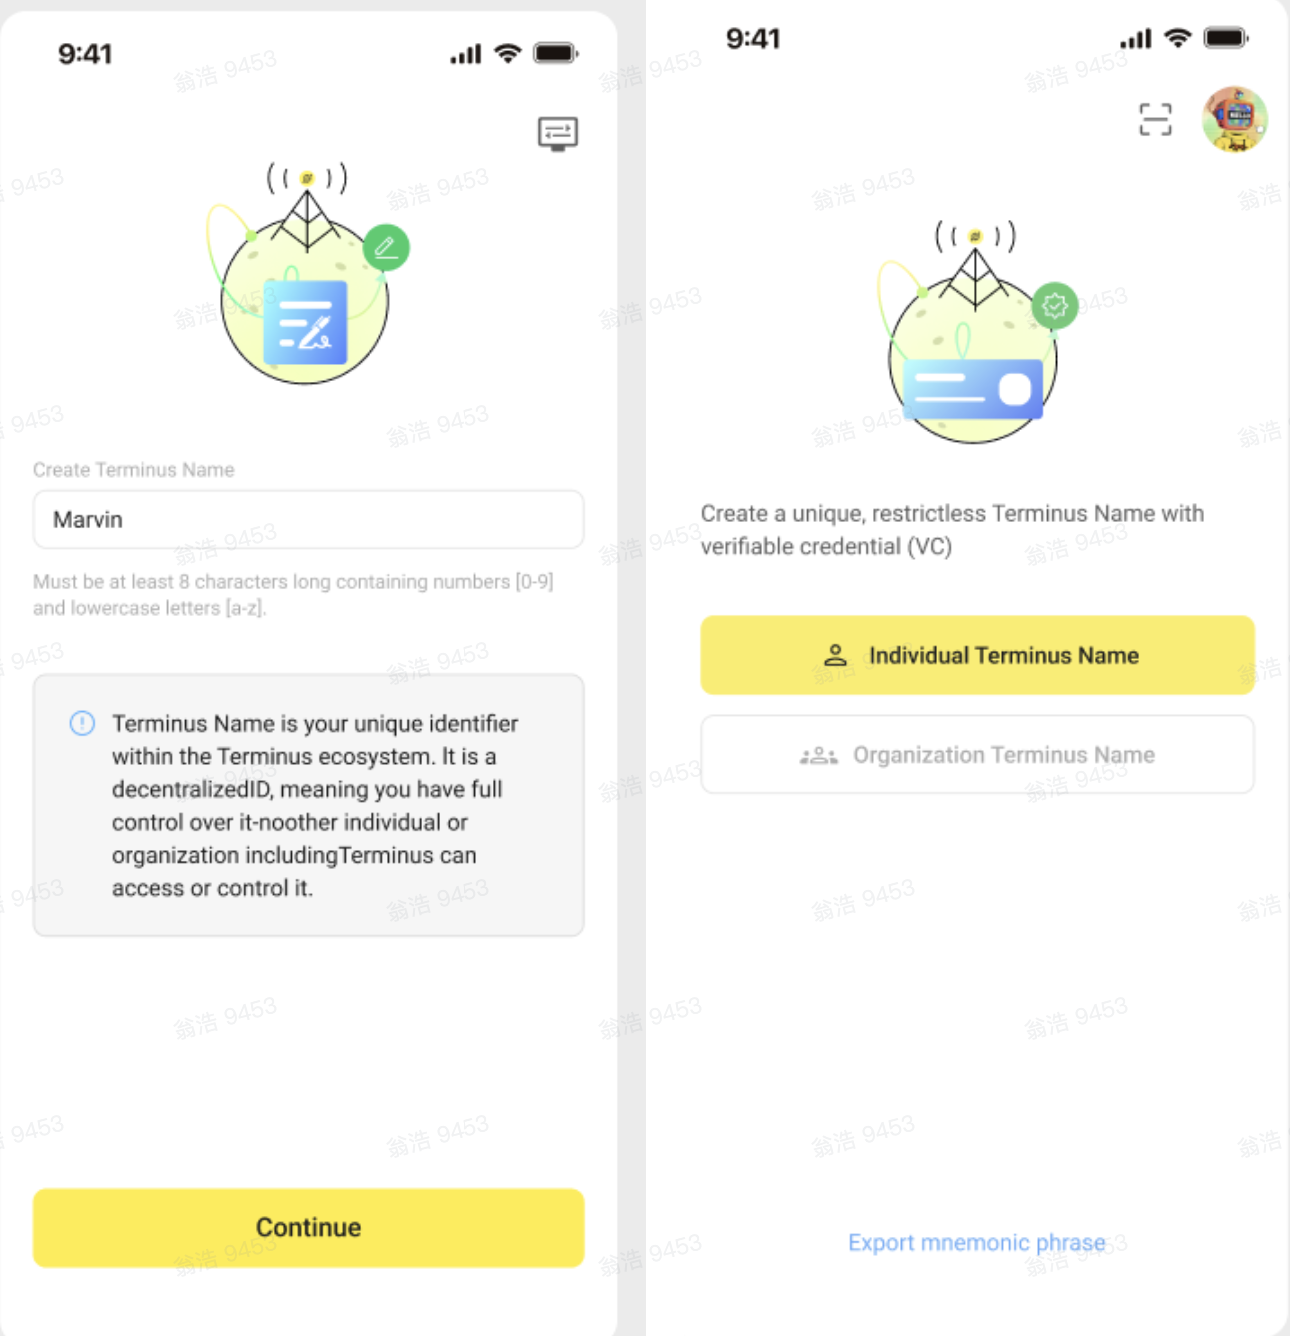 9:41
Create Terminus Name
Marvin
Must be at least 8 characters long containing numbers [0-9]
and lowercase letters [a-z].
Terminus Name is your unique identifier
within the Terminus ecosystem. It is a
decentralizedID, meaning you have full
control over it-noother individual or
organization includingTerminus can
access or control it.
Continue
9:41
HELLO
Create a unique, restrictless Terminus Name with
verifiable credential (VC)
Individual Terminus Name
Organization Terminus Name
Export mnemonic phrase
翁浩 9453